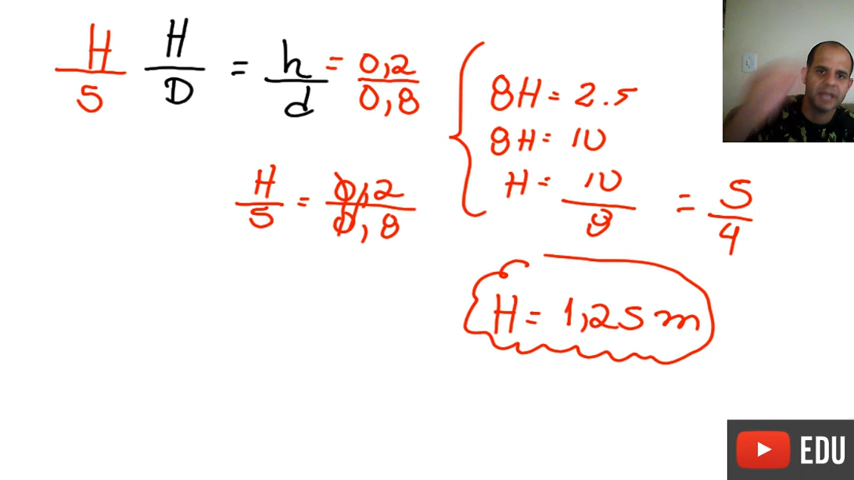 H/5 H/D = h/d = 0,2/0,8
H/5 = 0,2/0,8
8H = 2.5
8H = 10
H = 10/8 = 5/4
H = 1,25m
EDU